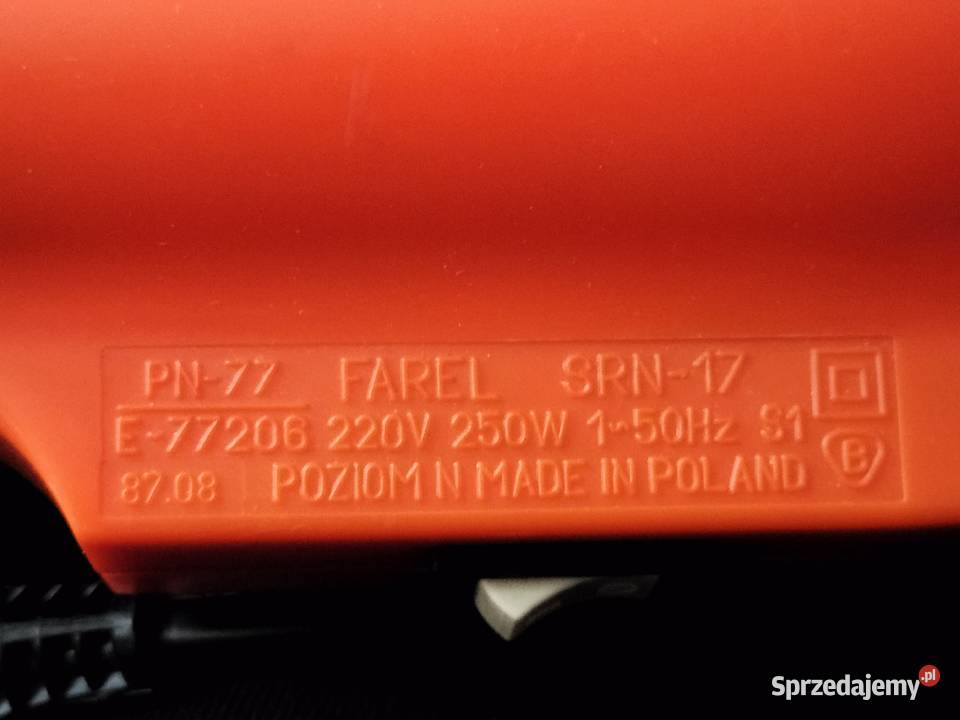 PN-77 FAREL SRN-17
E-77206 220V 250W 1~50Hz S1
87.08 POZIOM N MADE IN POLAND B
Sprzedajemy.pl